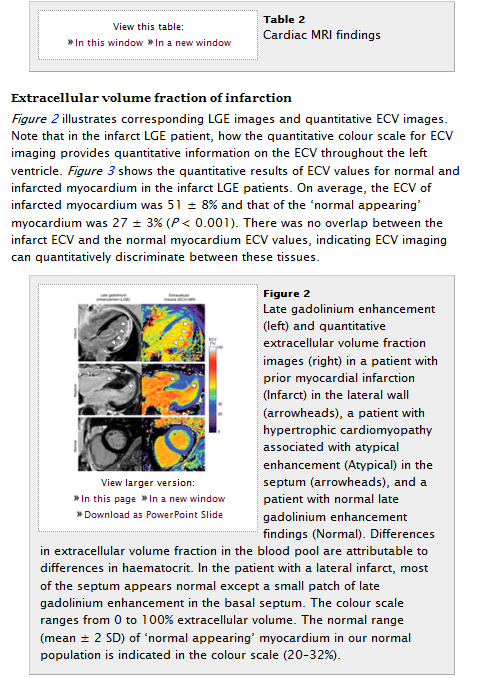 View this table:
» In this window » In a new window
Table 2
Cardiac MRI findings
Extracellular volume fraction of infarction
Figure 2 illustrates corresponding LGE images and quantitative ECV images.
Note that in the infarct LGE patient, how the quantitative colour scale for ECV
imaging provides quantitative information on the ECV throughout the left
ventricle. Figure 3 shows the quantitative results of ECV values for normal and
infarcted myocardium in the infarct LGE patients. On average, the ECV of
infarcted myocardium was 51 ± 8% and that of the ‘normal appearing’
myocardium was 27 ± 3% (P < 0.001). There was no overlap between the
infarct ECV and the normal myocardium ECV values, indicating ECV imaging
can quantitatively discriminate between these tissues.
Late gadolinium
enhancement (LGE)
Extracellular
Volume (ECV) MRI
View larger version:
» In this page » In a new window
» Download as PowerPoint Slide
Figure 2
Late gadolinium enhancement
(left) and quantitative
extracellular volume fraction
images (right) in a patient with
prior myocardial infarction
(Infarct) in the lateral wall
(arrowheads), a patient with
hypertrophic cardiomyopathy
associated with atypical
enhancement (Atypical) in the
septum (arrowheads), and a
patient with normal late
gadolinium enhancement
findings (Normal). Differences
in extracellular volume fraction in the blood pool are attributable to
differences in haematocrit. In the patient with a lateral infarct, most
of the septum appears normal except a small patch of late
gadolinium enhancement in the basal septum. The colour scale
ranges from 0 to 100% extracellular volume. The normal range
(mean ± 2 SD) of ‘normal appearing’ myocardium in our normal
population is indicated in the colour scale (20–32%).